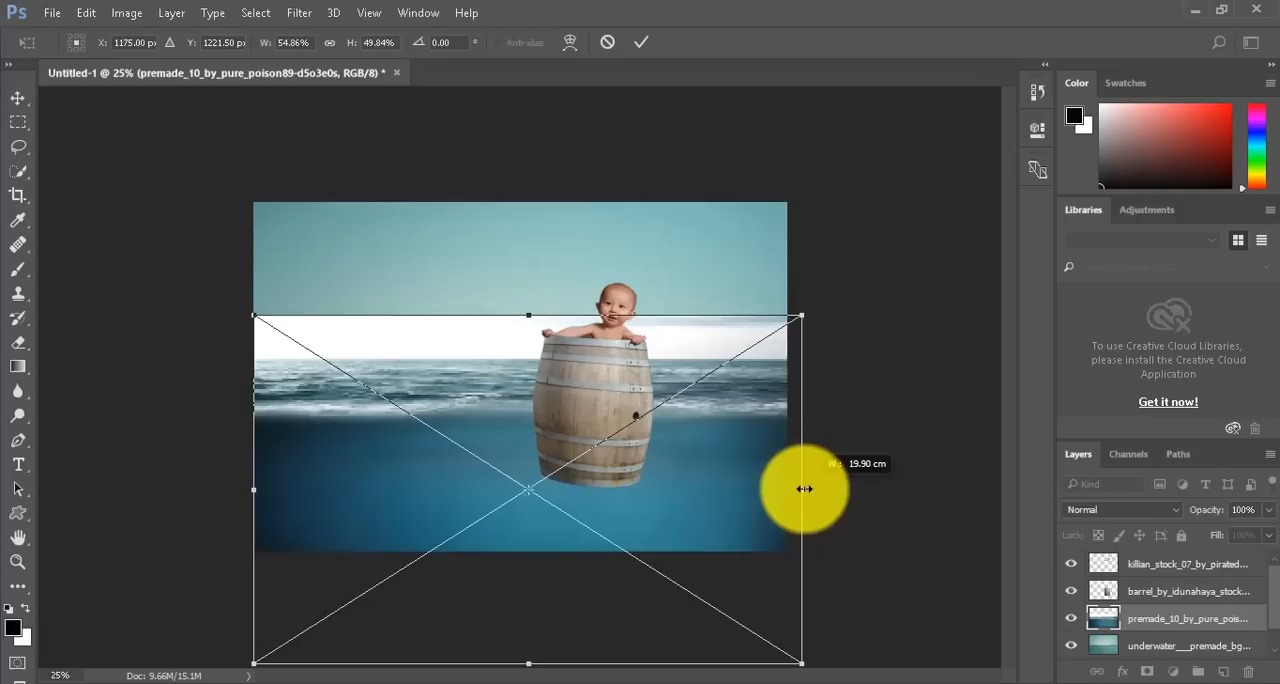 Ps File Edit Image Layer Type Select Filter 3D View Window Help
X: 1175.00 px Y: 1221.50 px W: 54.86% H: 49.84% 0.00 ° Anti-alias
Untitled-1 @ 25% (premade_10_by_pure_poison89-d5o3e0s, RGB/8) * ×
Color Swatches
Libraries Adjustments
To use Creative Cloud Libraries,
please install the Creative Cloud
Application
Get it now!
Layers Channels Paths
Kind
Normal Opacity: 100%
Lock: Fill: 100%
killian_stock_07_by_pirated...
barrel_by_idunahaya_stock...
premade_10_by_pure_pois...
underwater___premade_bg...
W: 19.90 cm
25% Doc: 9.66M/15.1M